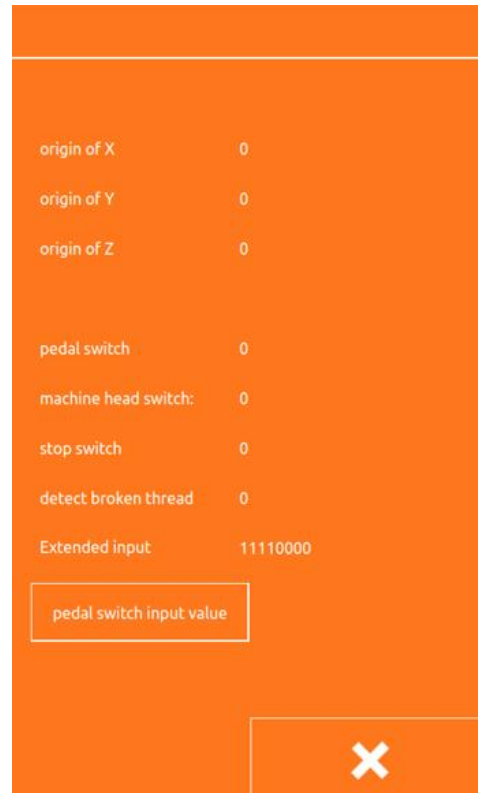 origin of X 0
origin of Y 0
origin of Z 0
pedal switch 0
machine head switch: 0
stop switch 0
detect broken thread 0
Extended input 11110000
pedal switch input value